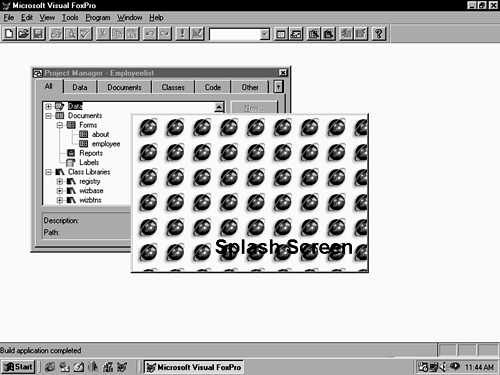 Microsoft Visual FoxPro
File Edit View Tools Program Window Help
Project Manager - Employeelist
All Data Documents Classes Code Other
Data
New...
Documents
Forms
about
employee
Reports
Labels
Class Libraries
registry
wizbase
wizbtns
Description:
Path:
Splash Screen
Build application completed
Start Microsoft Visual FoxPro 11:44 AM